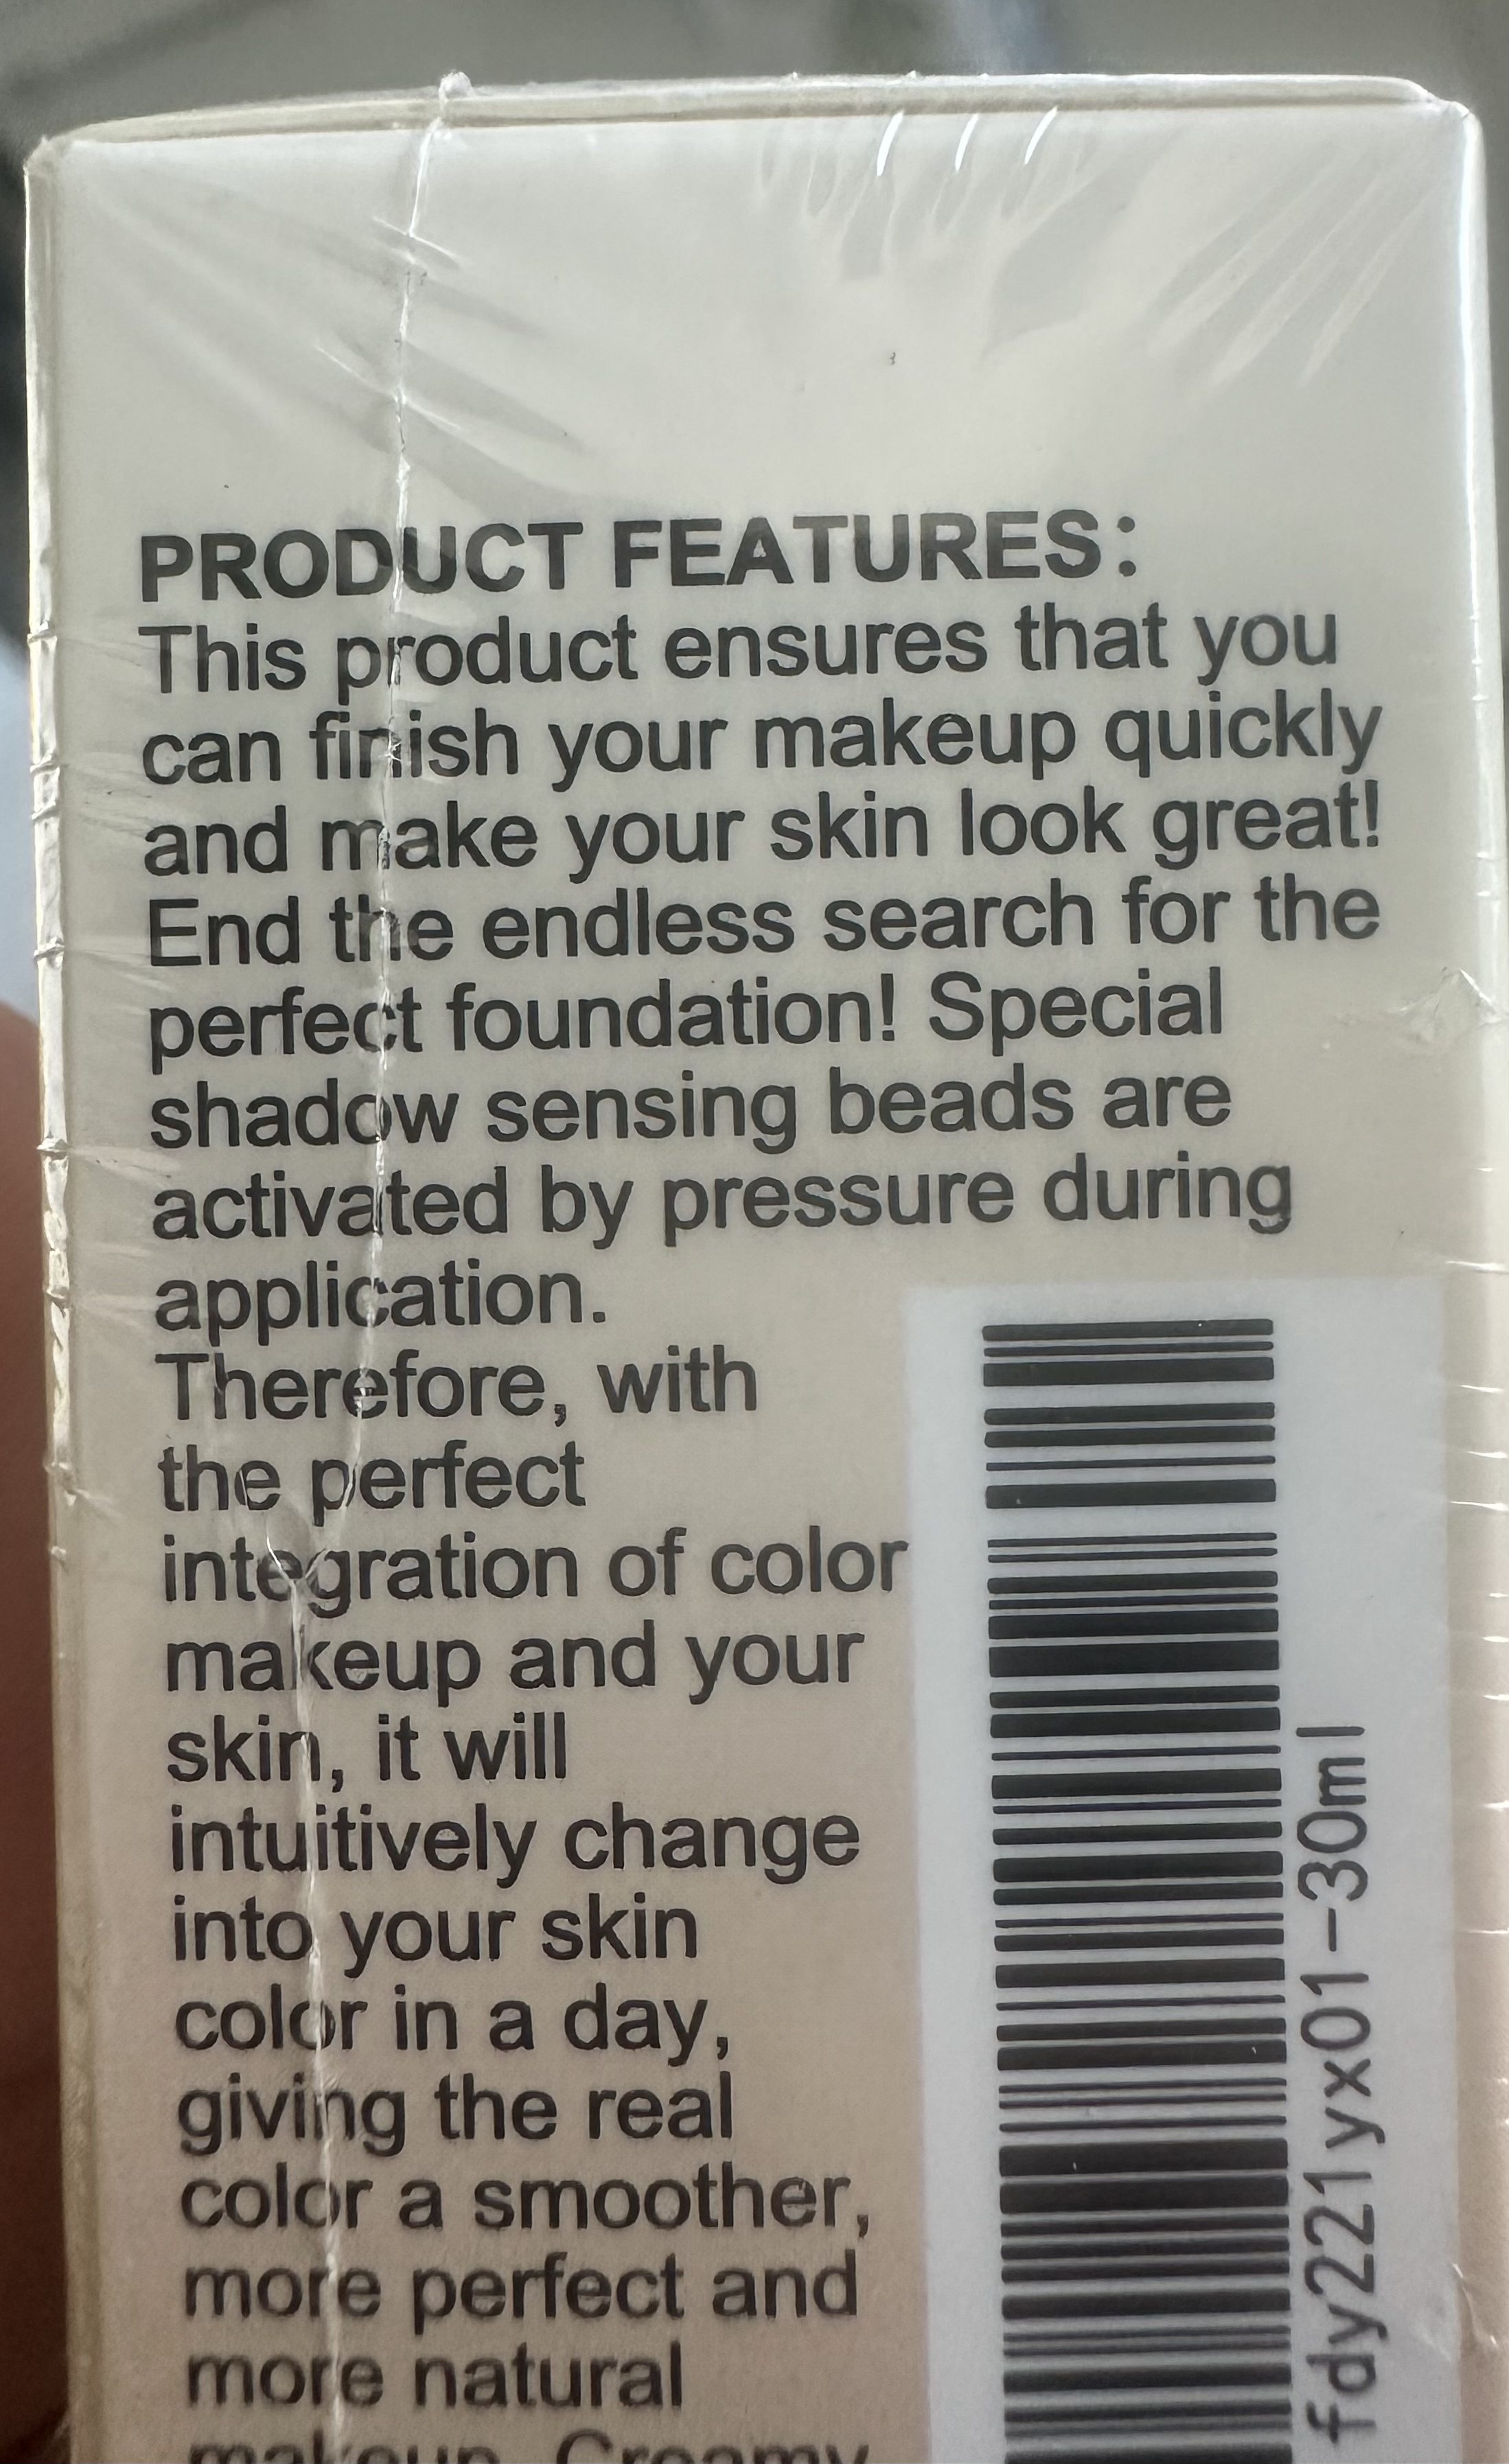 PRODUCT FEATURES:
This product ensures that you
can finish your makeup quickly
and make your skin look great!
End the endless search for the
perfect foundation! Special
shadow sensing beads are
activated by pressure during
application.
Therefore, with
the perfect
integration of color
makeup and your
skin, it will
intuitively change
into your skin
color in a day,
giving the real
color a smoother,
more perfect and
more natural
makeup. Creamy
fdy221yx01-30ml